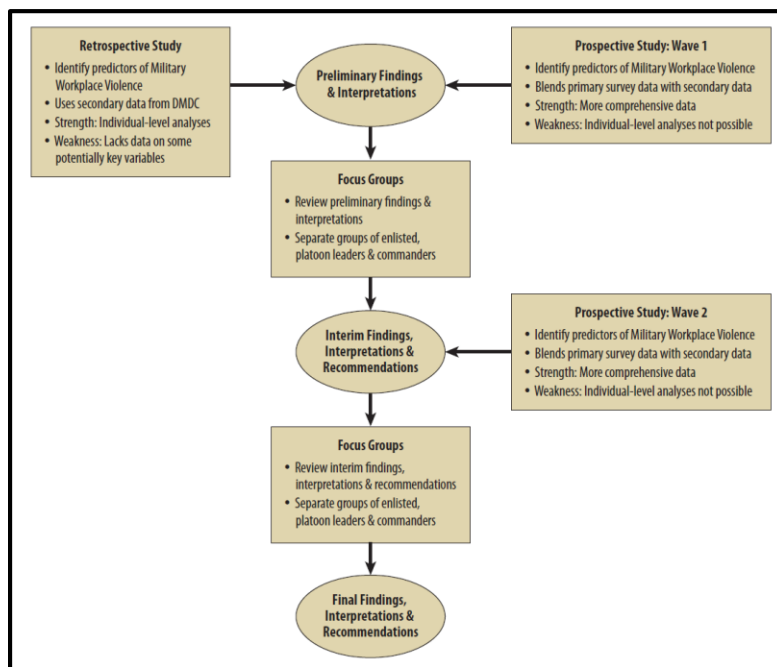 Retrospective Study
• Identify predictors of Military
Workplace Violence
• Uses secondary data from DMDC
• Strength: Individual-level analyses
• Weakness: Lacks data on some
potentially key variables
Preliminary Findings
& Interpretations
Prospective Study: Wave 1
• Identify predictors of Military Workplace Violence
• Blends primary survey data with secondary data
• Strength: More comprehensive data
• Weakness: Individual-level analyses not possible
Focus Groups
• Review preliminary findings &
interpretations
• Separate groups of enlisted,
platoon leaders & commanders
Interim Findings,
Interpretations &
Recommendations
Prospective Study: Wave 2
• Identify predictors of Military Workplace Violence
• Blends primary survey data with secondary data
• Strength: More comprehensive data
• Weakness: Individual-level analyses not possible
Focus Groups
• Review interim findings,
interpretations & recommendations
• Separate groups of enlisted,
platoon leaders & commanders
Final Findings,
Interpretations &
Recommendations